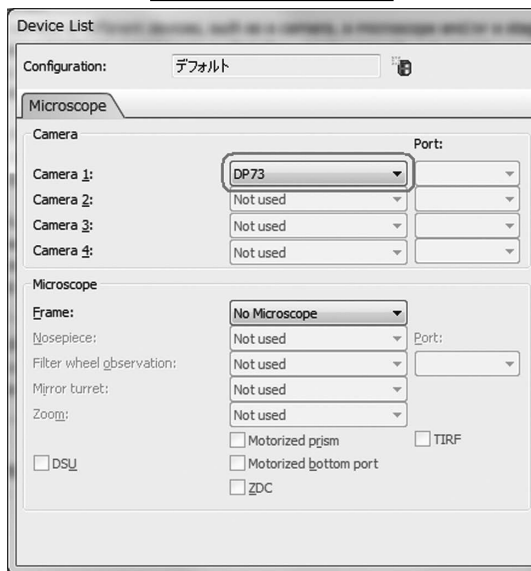 Device List
Configuration: デフォルト
Microscope
Camera
Port:
Camera 1: DP73
Camera 2: Not used
Camera 3: Not used
Camera 4: Not used
Microscope
Frame: No Microscope
Nosepiece: Not used Port:
Filter wheel observation: Not used
Mirror turret: Not used
Zoom: Not used
Motorized prism TIRF
DSU Motorized bottom port
ZDC